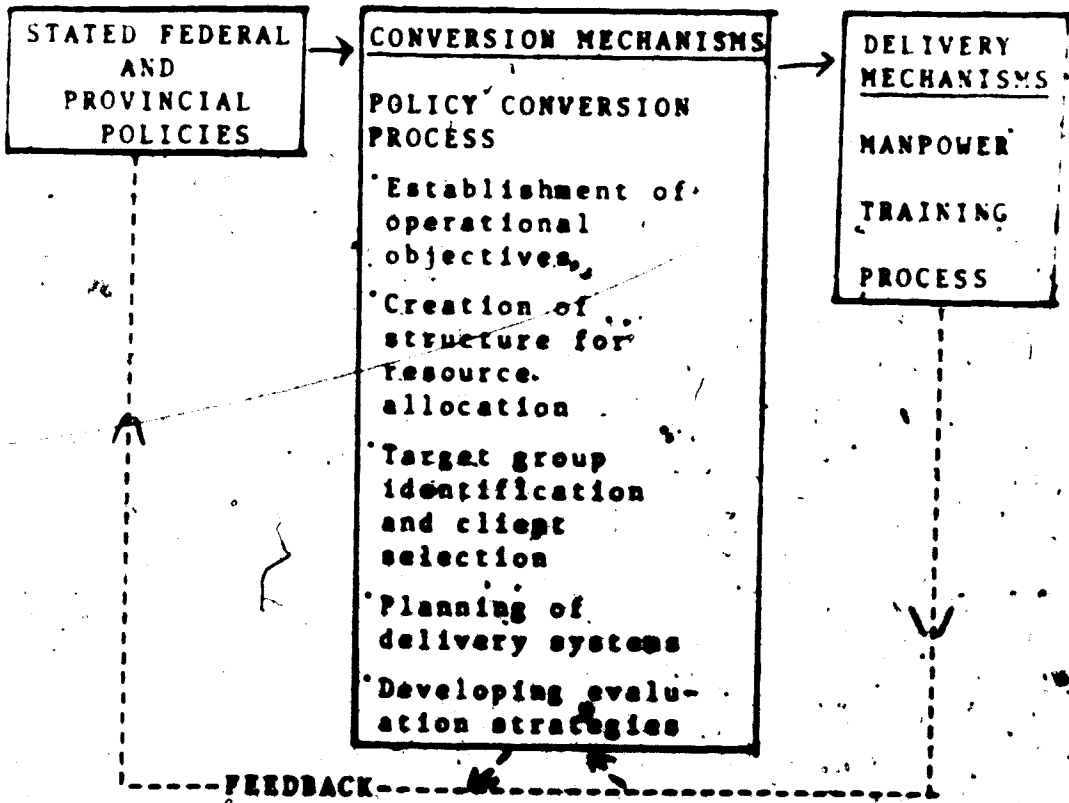 STATED FEDERAL
AND
PROVINCIAL
POLICIES
CONVERSION MECHANISMS
POLICY CONVERSION
PROCESS
Establishment of
operational
objectives
Creation of
structure for
resource
allocation
Target group
identification
and client
selection
Planning of
delivery systems
Developing evalu-
ation strategies
DELIVERY
MECHANISMS
MANPOWER
TRAINING
PROCESS
FEEDBACK